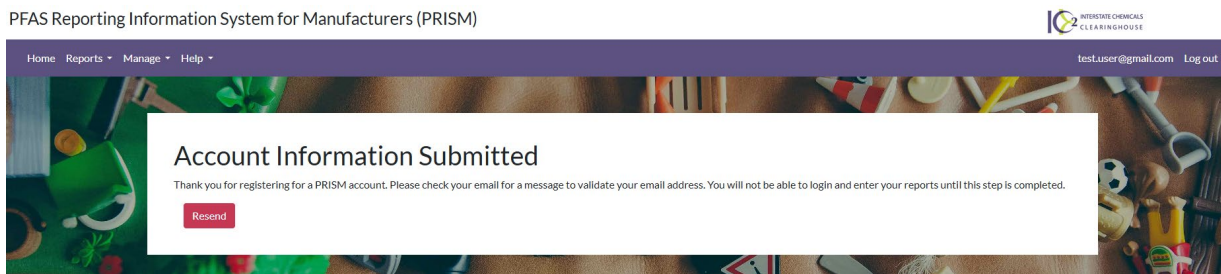 PFAS Reporting Information System for Manufacturers (PRISM)
IC2 INTERSTATE CHEMICALS
CLEARINGHOUSE
Home Reports Manage Help
test.user@gmail.com Log out
Account Information Submitted
Thank you for registering for a PRISM account. Please check your email for a message to validate your email address. You will not be able to login and enter your reports until this step is completed.
Resend